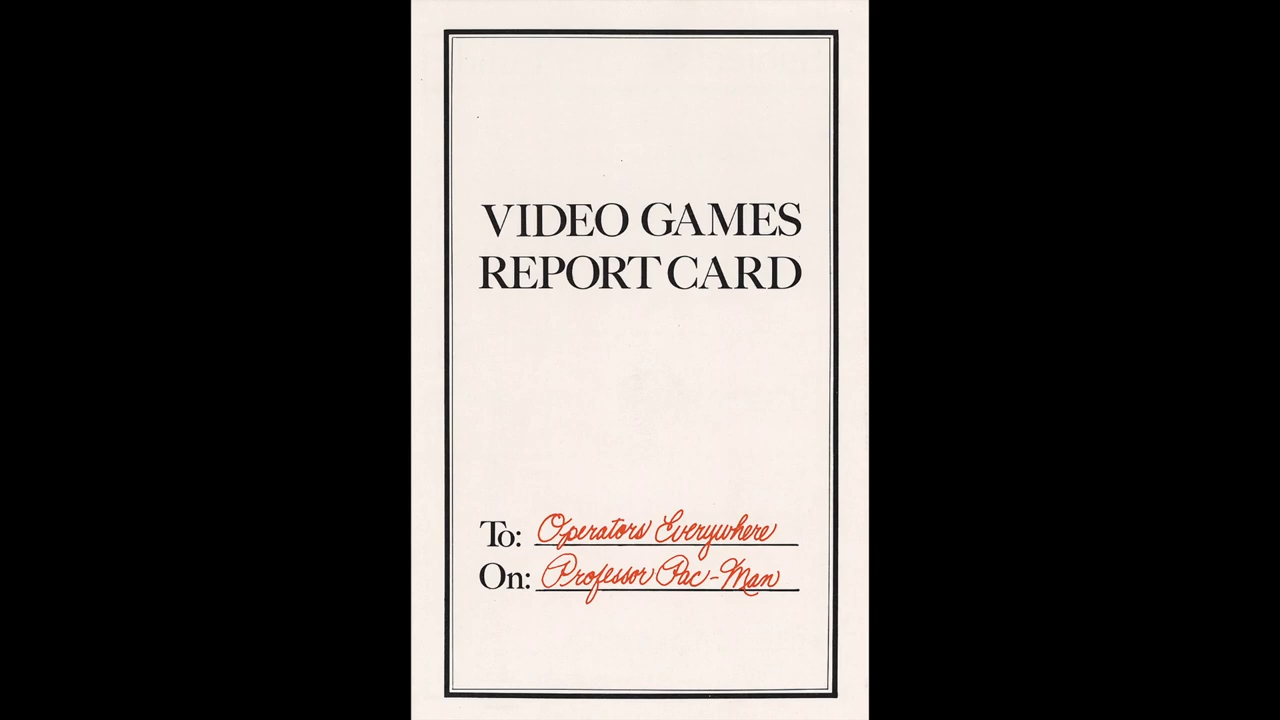 VIDEO GAMES
REPORT CARD
To: Operators Everywhere
On: Professor Pac-Man